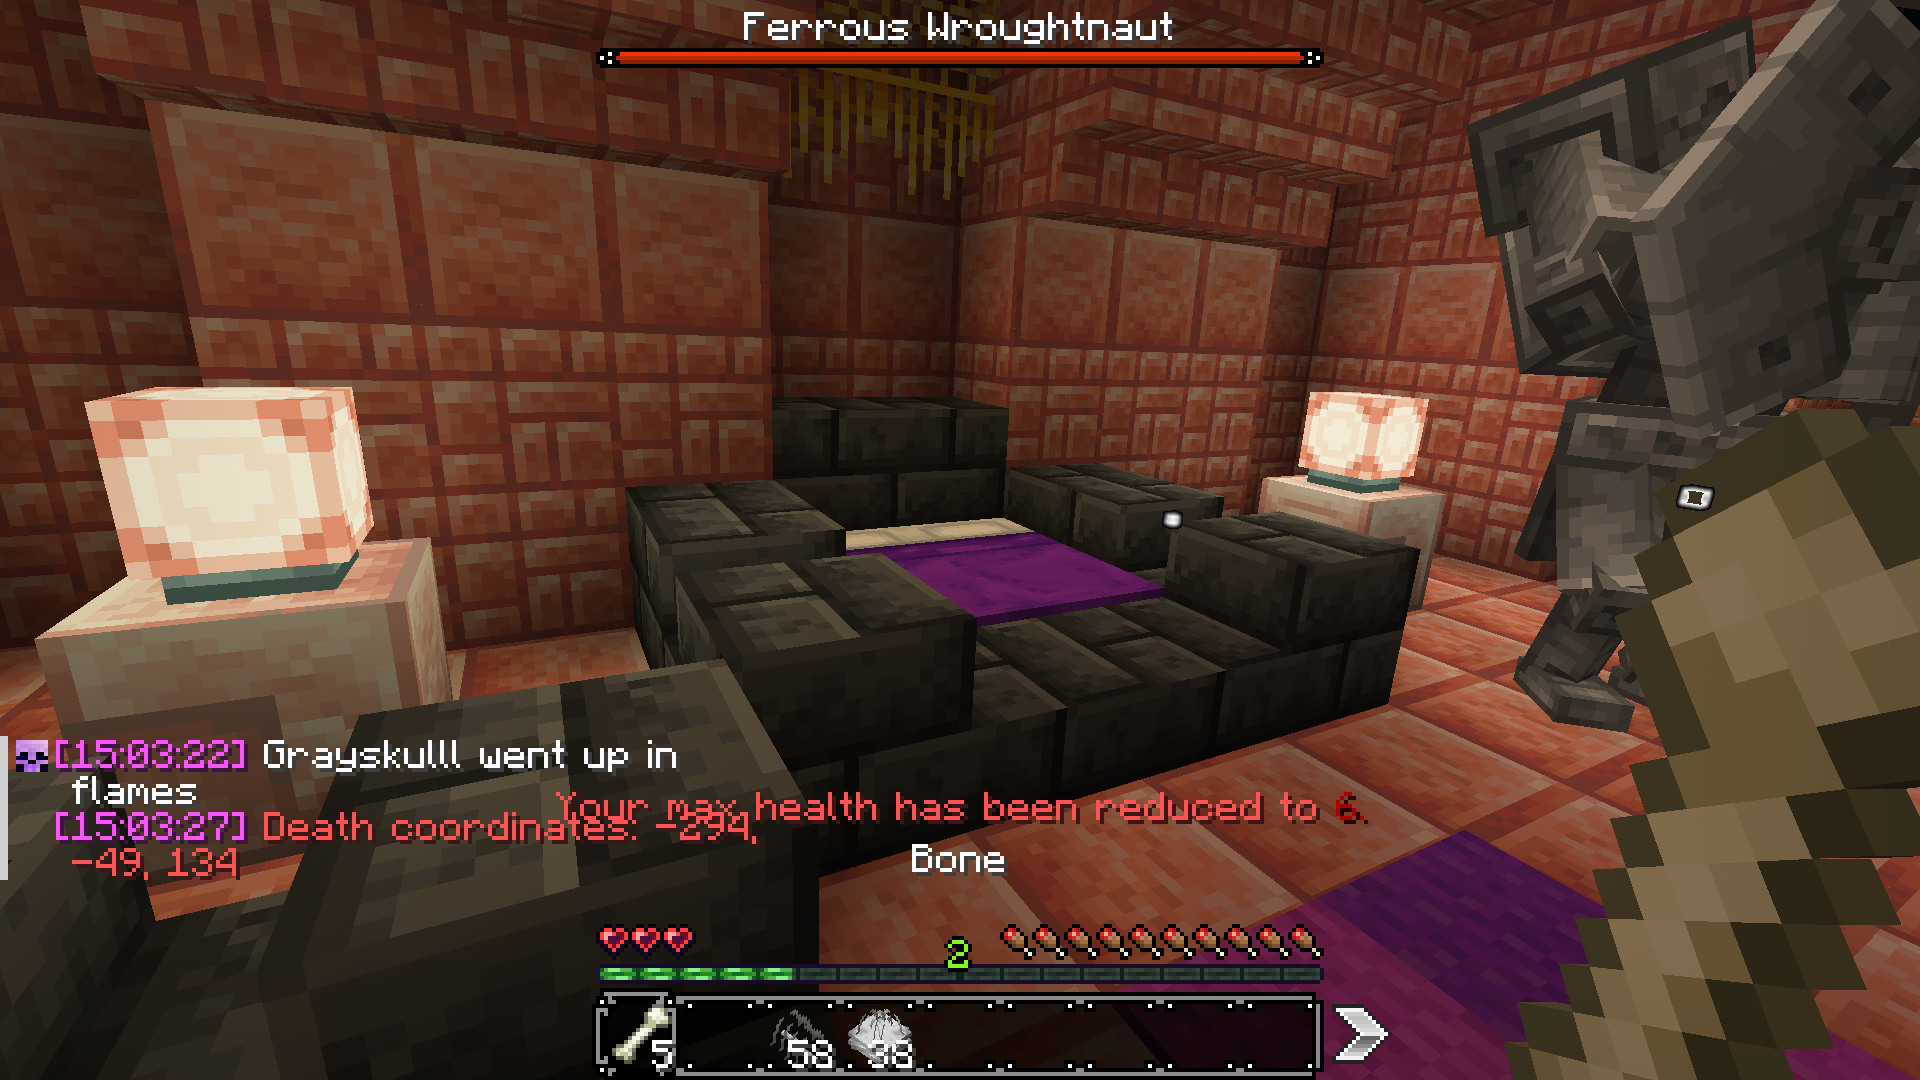 Ferrous Wroughtnaut
[15:03:22] Grayskulll went up in
flames
Your max health has been reduced to 6.
[15:03:27] Death coordinates: -294,
-49, 134
Bone
2
5 58 38